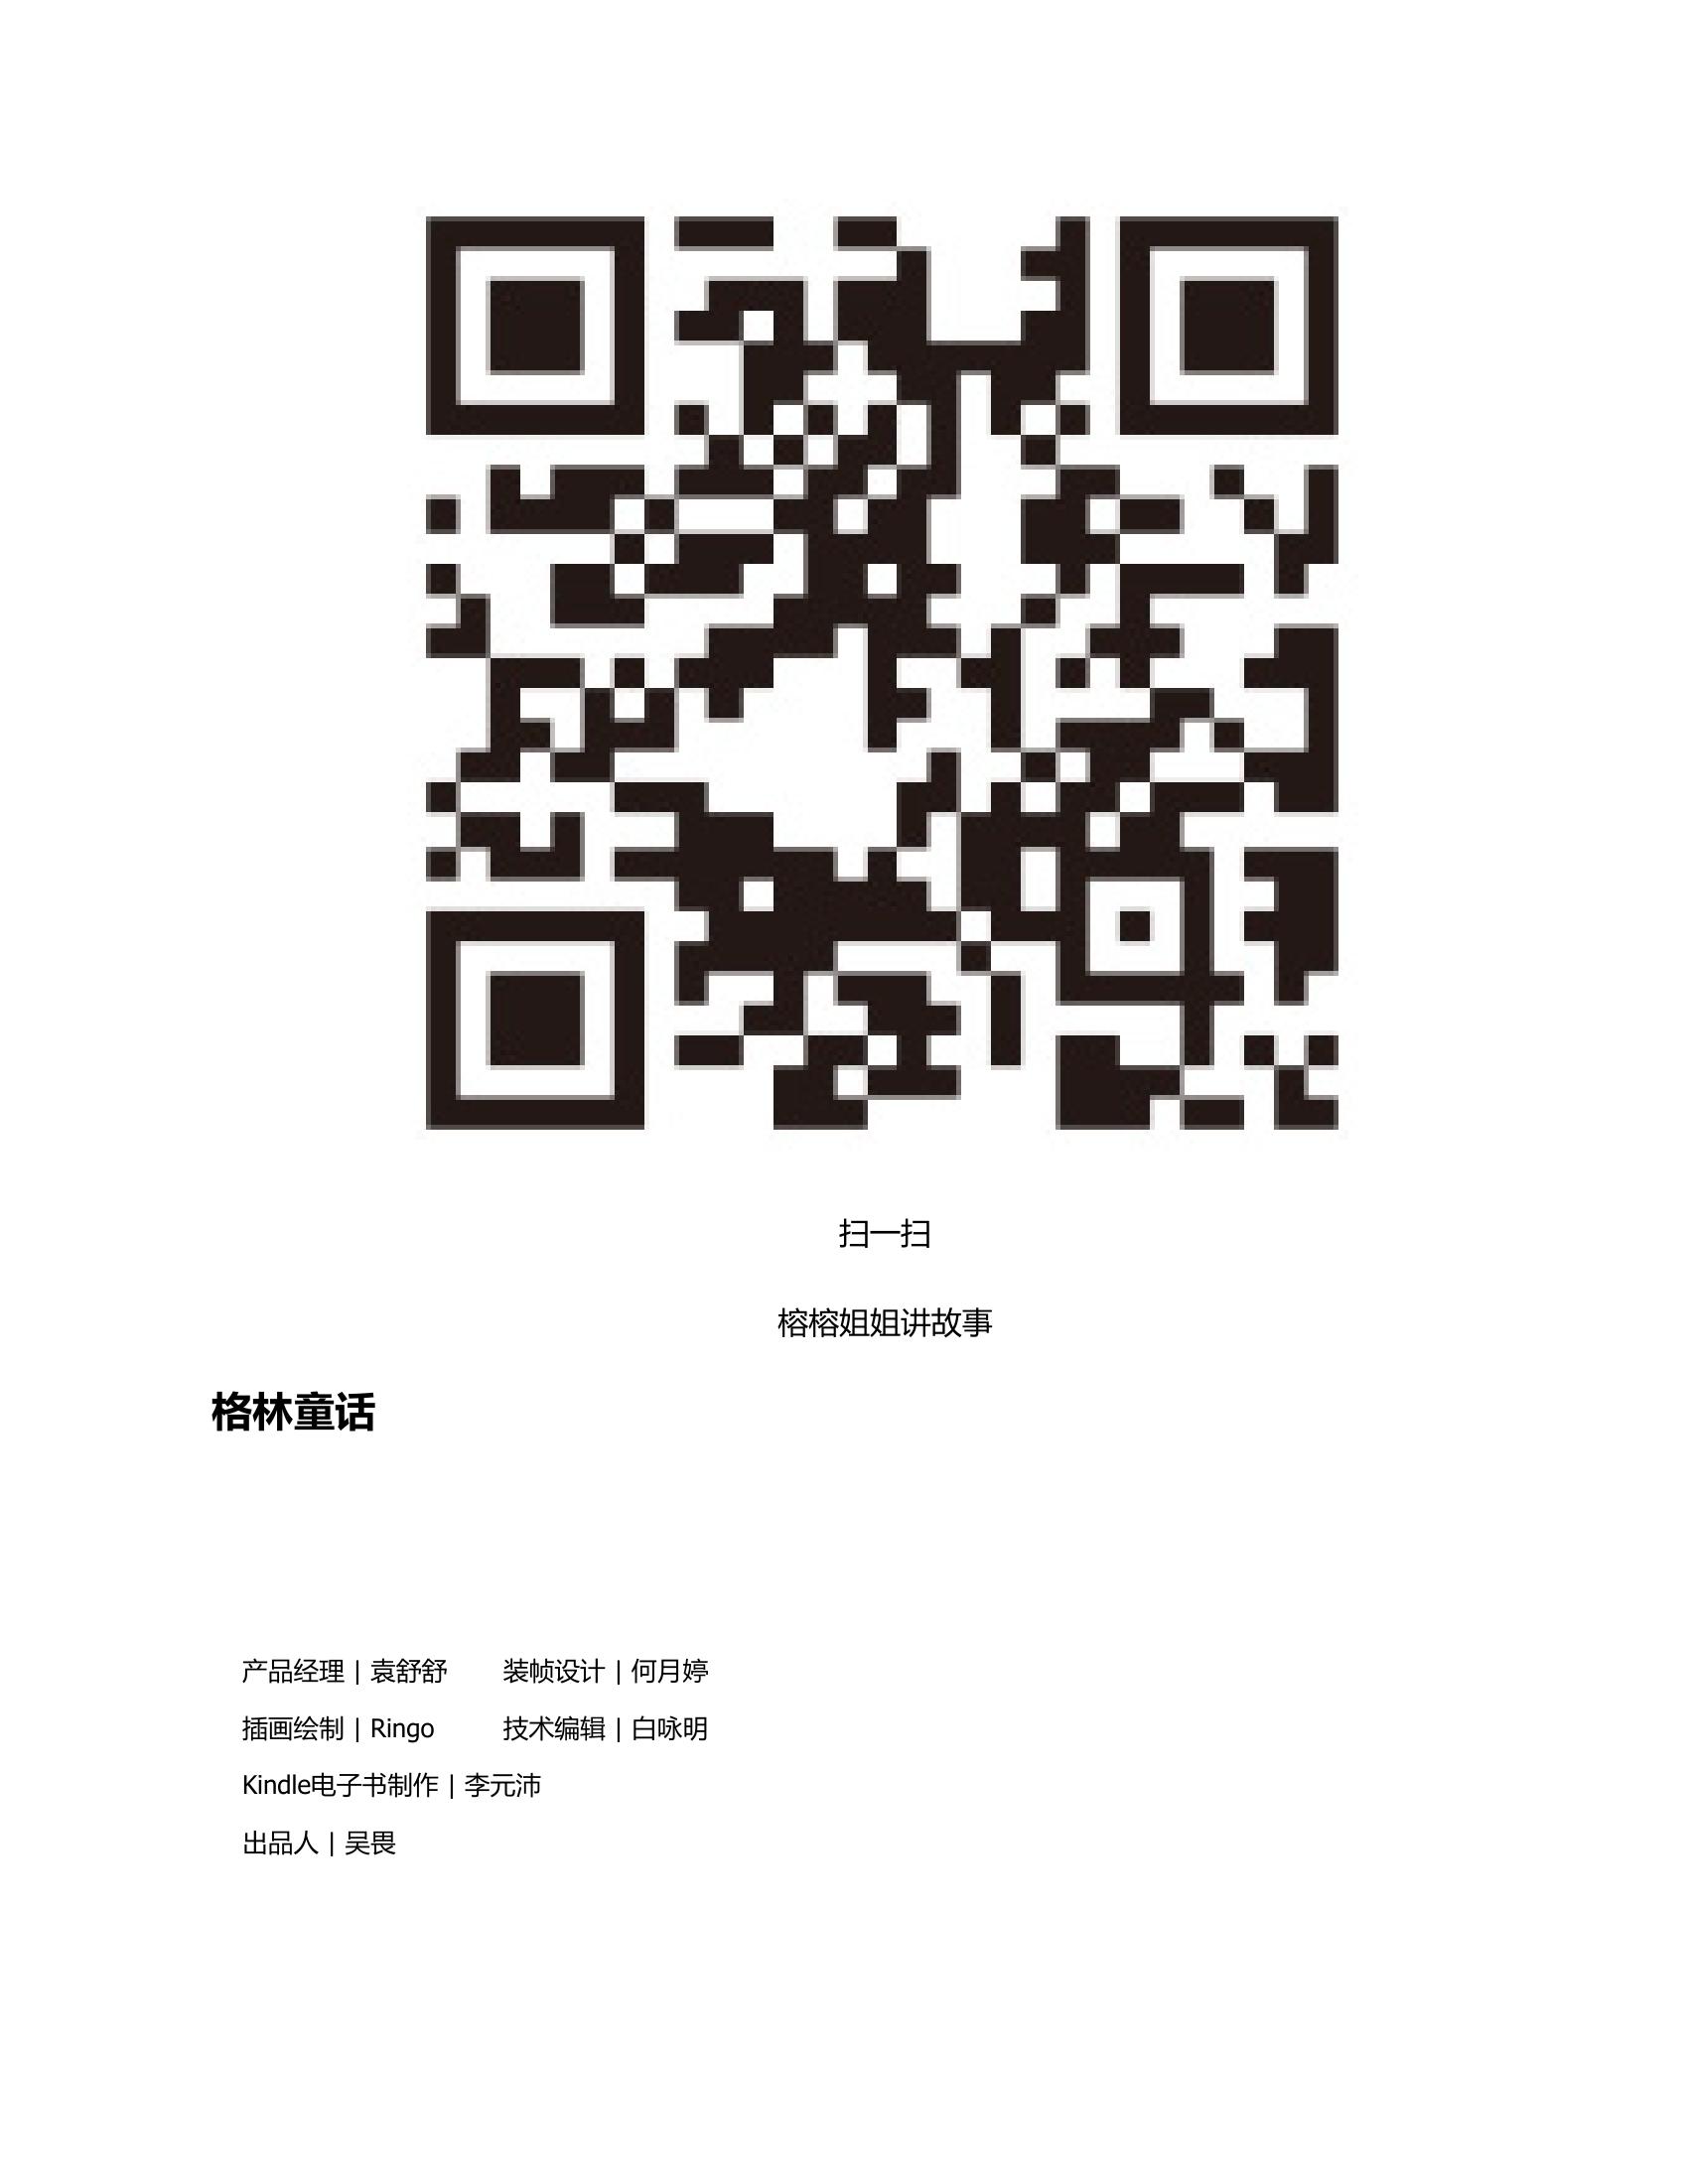 扫一扫
榕榕姐姐讲故事
格林童话
产品经理 | 袁舒舒 装帧设计 | 何月婷
插画绘制 | Ringo 技术编辑 | 白咏明
Kindle电子书制作 | 李元沛
出品人 | 吴畏